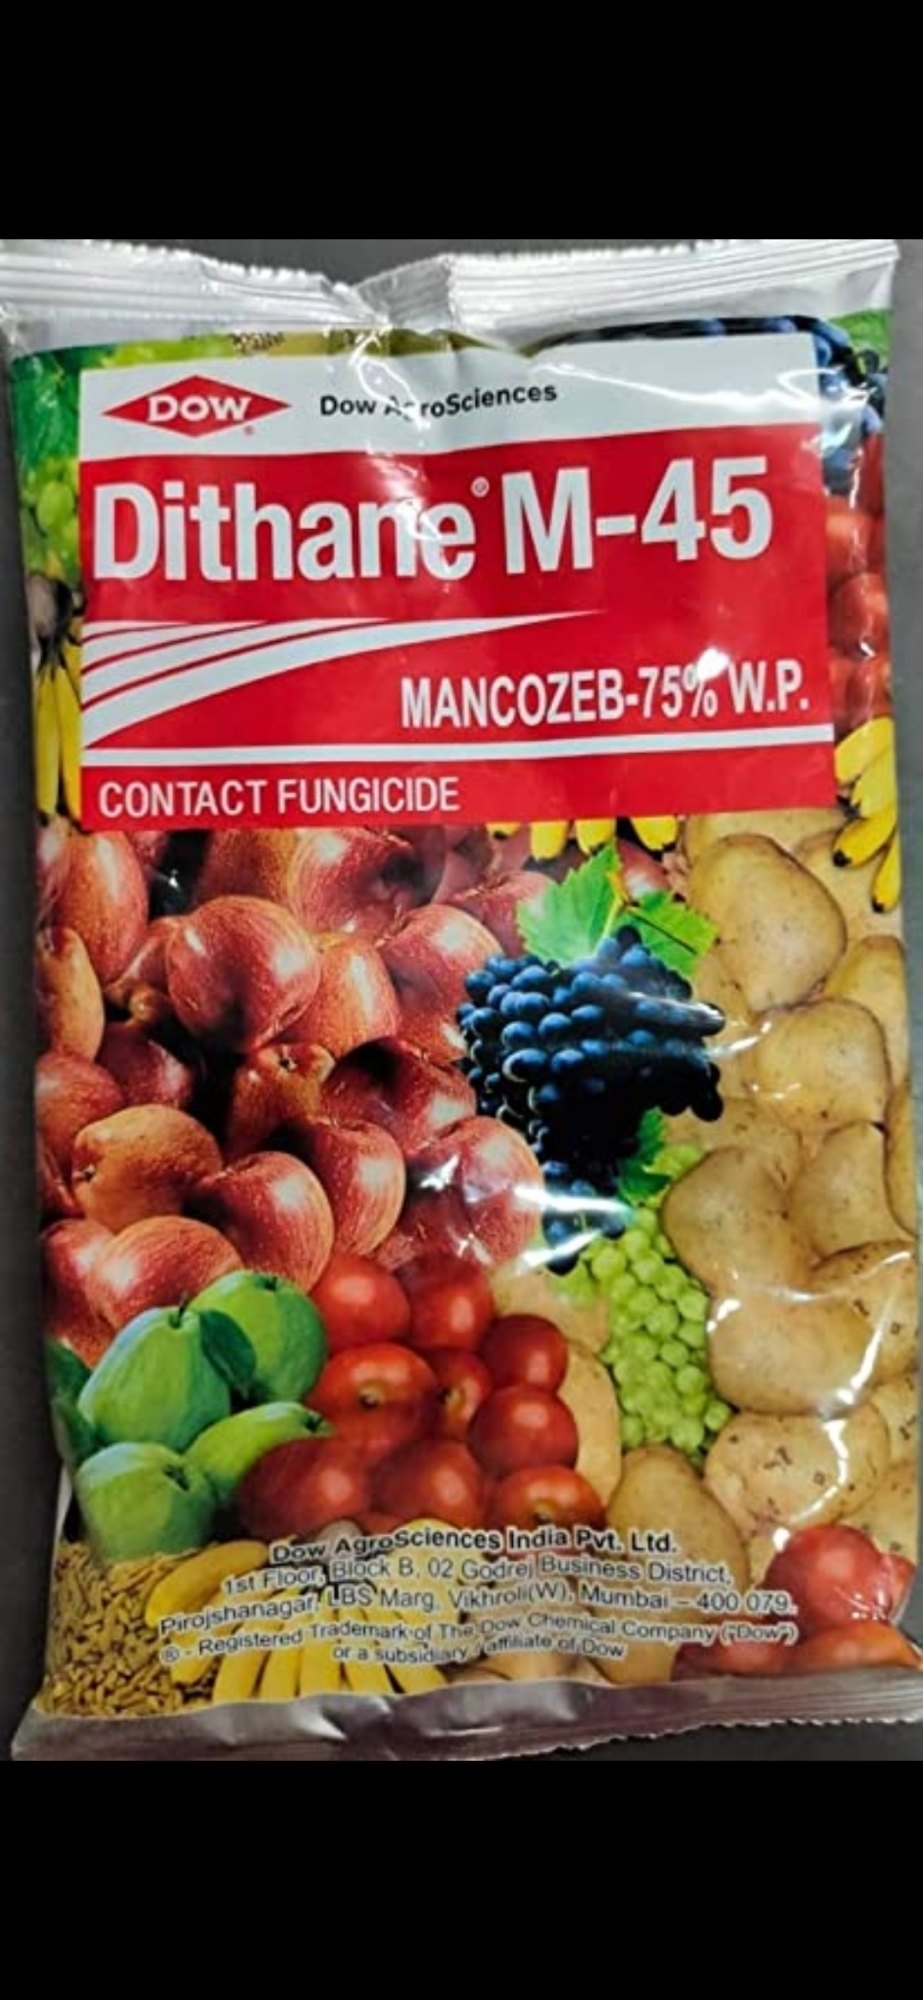 DOW
Dow AgroSciences
Dithane® M-45
MANCOZEB-75% W.P.
CONTACT FUNGICIDE
Dow AgroSciences India Pvt. Ltd.
1st Floor, Block B, 02 Godrej Business District,
Pirojshanagar, LBS Marg, Vikhroli(W), Mumbai – 400 079.
® - Registered Trademark of The Dow Chemical Company ("Dow")
or a subsidiary / affiliate of Dow